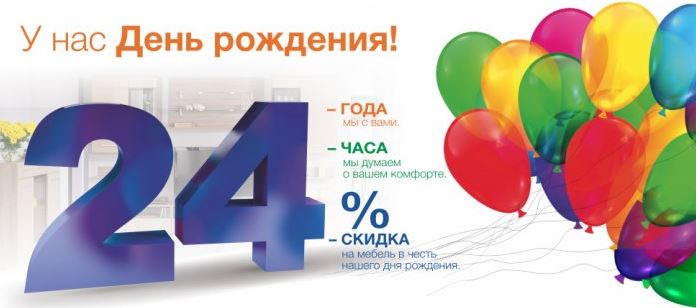 У нас День рождения!
24
– ГОДА
мы с вами.
– ЧАСА
мы думаем
о вашем комфорте.
%
– СКИДКА
на мебель в честь
нашего дня рождения.